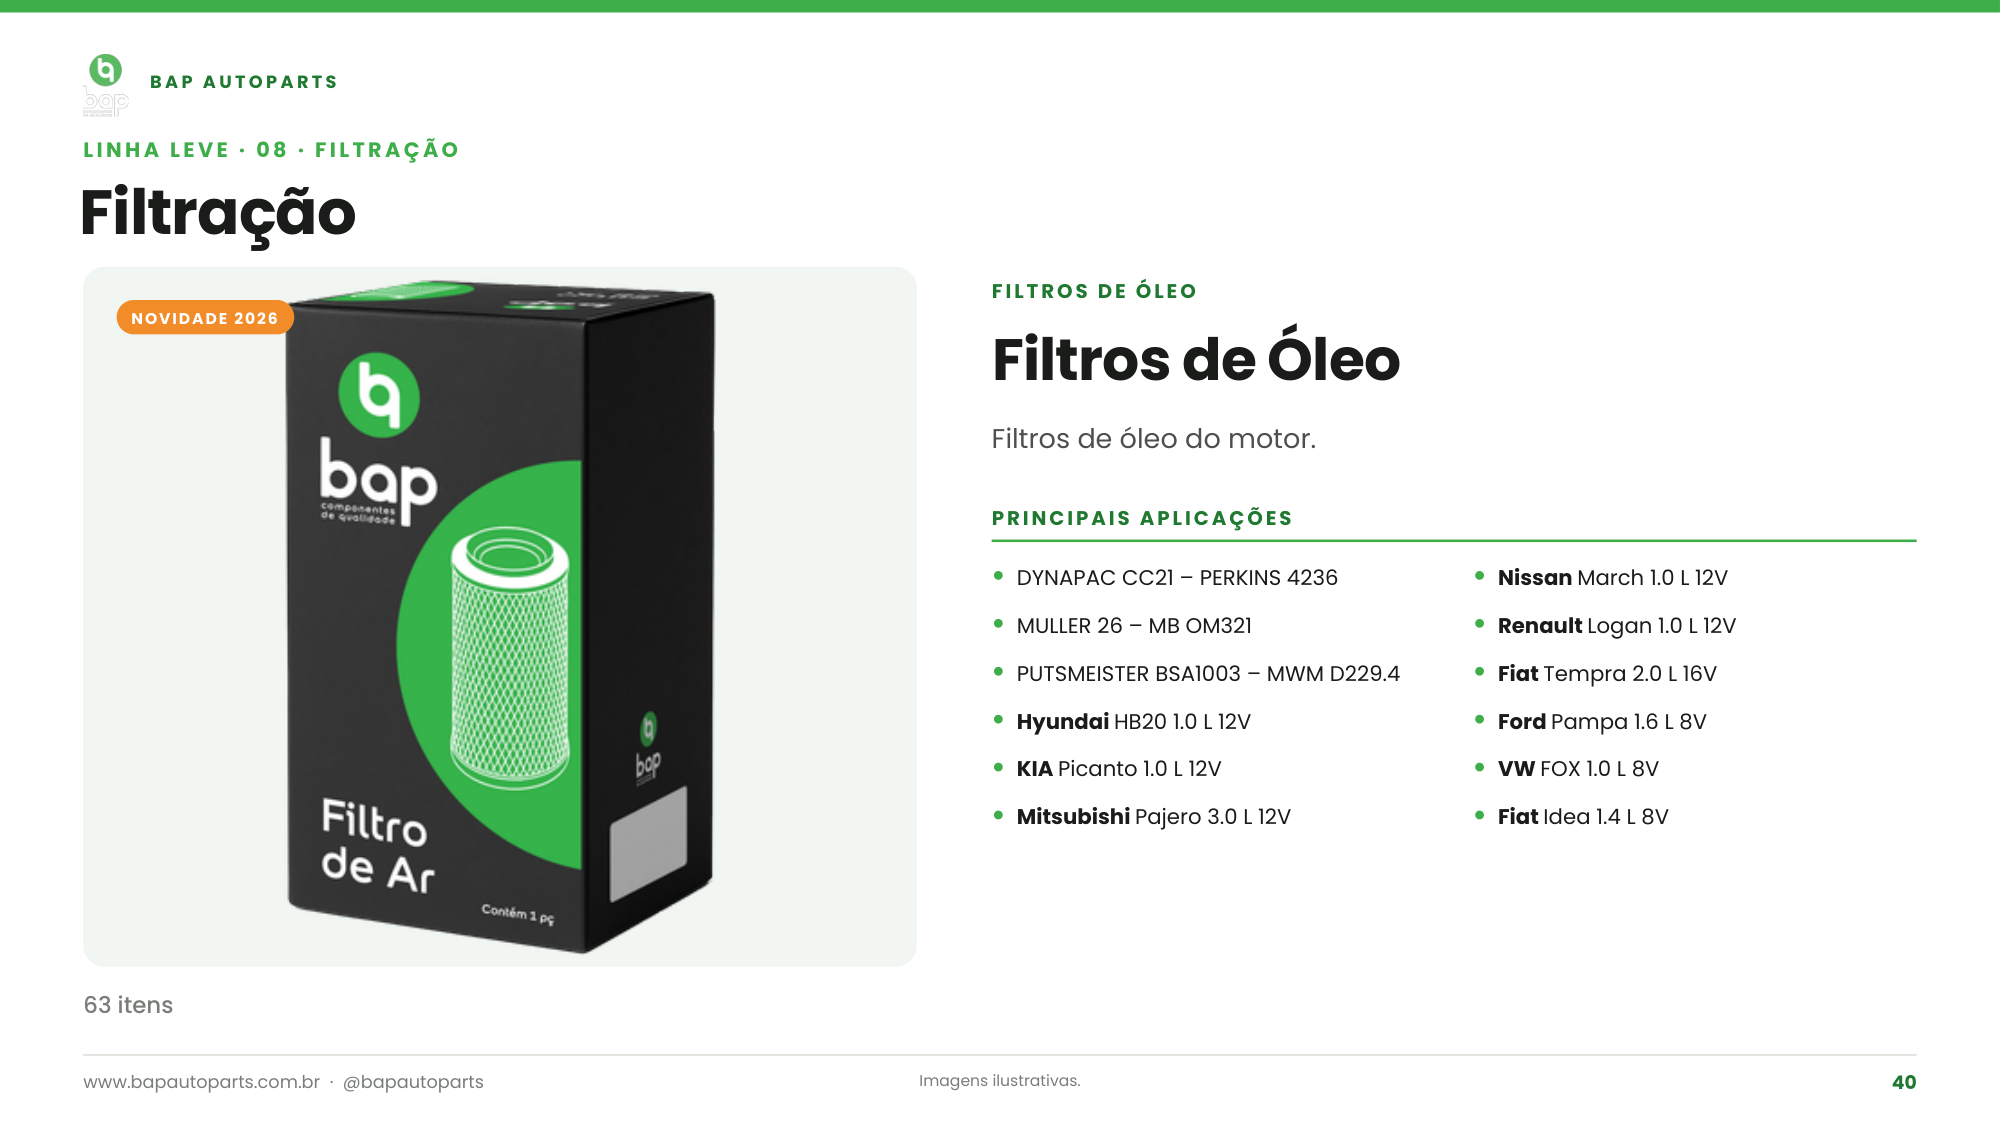 BAP AUTOPARTS
bap
LINHA LEVE · 08 · FILTRAÇÃO
Filtração
NOVIDADE 2026
bap
componentes
de qualidade
bap
Filtro
de Ar
Contém 1 pç
63 itens
FILTROS DE ÓLEO
Filtros de Óleo
Filtros de óleo do motor.
PRINCIPAIS APLICAÇÕES
DYNAPAC CC21 – PERKINS 4236
MULLER 26 – MB OM321
PUTSMEISTER BSA1003 – MWM D229.4
Hyundai HB20 1.0 L 12V
KIA Picanto 1.0 L 12V
Mitsubishi Pajero 3.0 L 12V
Nissan March 1.0 L 12V
Renault Logan 1.0 L 12V
Fiat Tempra 2.0 L 16V
Ford Pampa 1.6 L 8V
VW FOX 1.0 L 8V
Fiat Idea 1.4 L 8V
www.bapautoparts.com.br · @bapautoparts
Imagens ilustrativas.
40